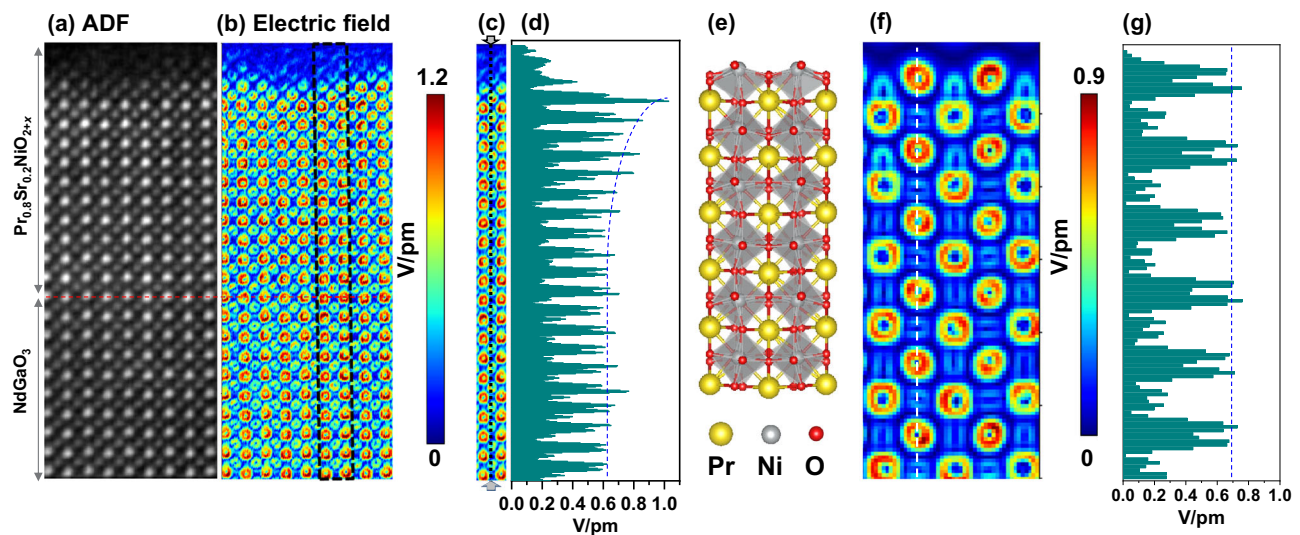 (a) ADF
(b) Electric field
(c)
(d)
(e)
(f)
(g)
Pr0.8Sr0.2NiO2+x
NdGaO3
1.2
V/pm
0
0.0 0.2 0.4 0.6 0.8 1.0
V/pm
Pr Ni O
0.9
V/pm
0
0.0 0.2 0.4 0.6 0.8 1.0
V/pm